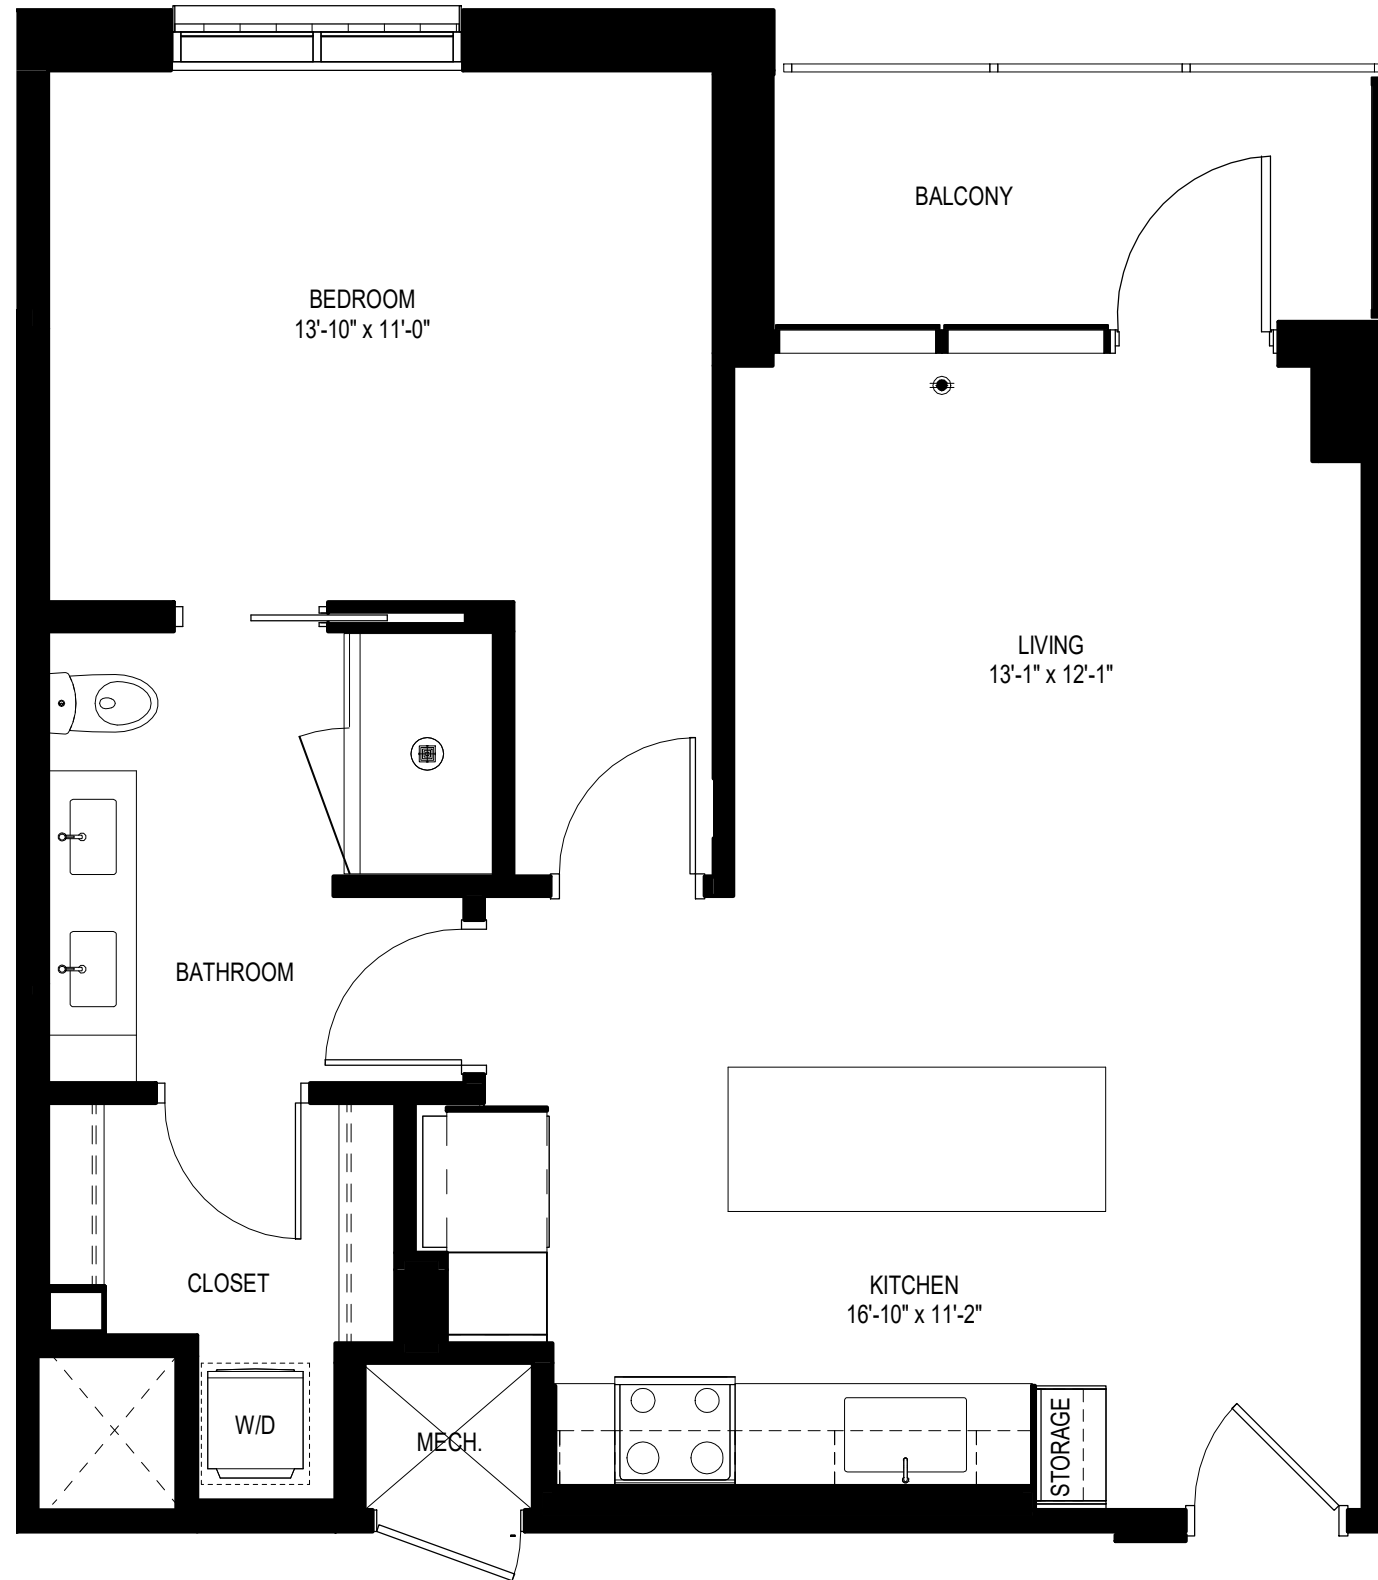 BALCONY
BEDROOM
13'-10" x 11'-0"
LIVING
13'-1" x 12'-1"
BATHROOM
CLOSET
KITCHEN
16'-10" x 11'-2"
W/D
MECH.
STORAGE